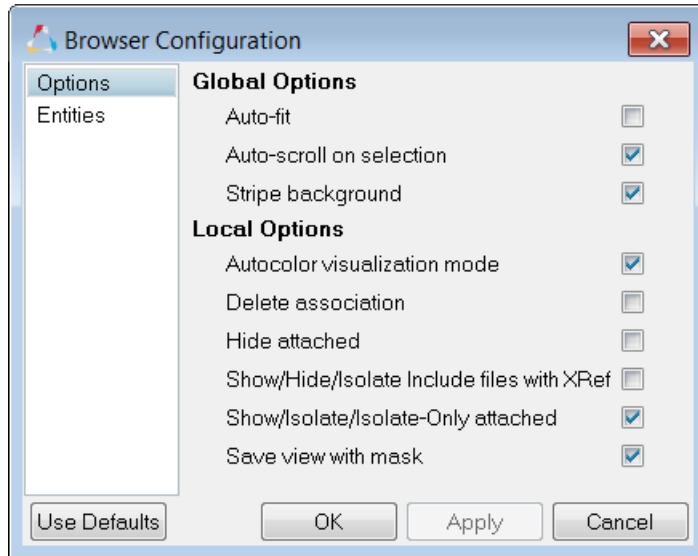 Browser Configuration
Options
Entities
Global Options
Auto-fit
Auto-scroll on selection
Stripe background
Local Options
Autocolor visualization mode
Delete association
Hide attached
Show/Hide/Isolate Include files with XRef
Show/Isolate/Isolate-Only attached
Save view with mask
Use Defaults
OK
Apply
Cancel